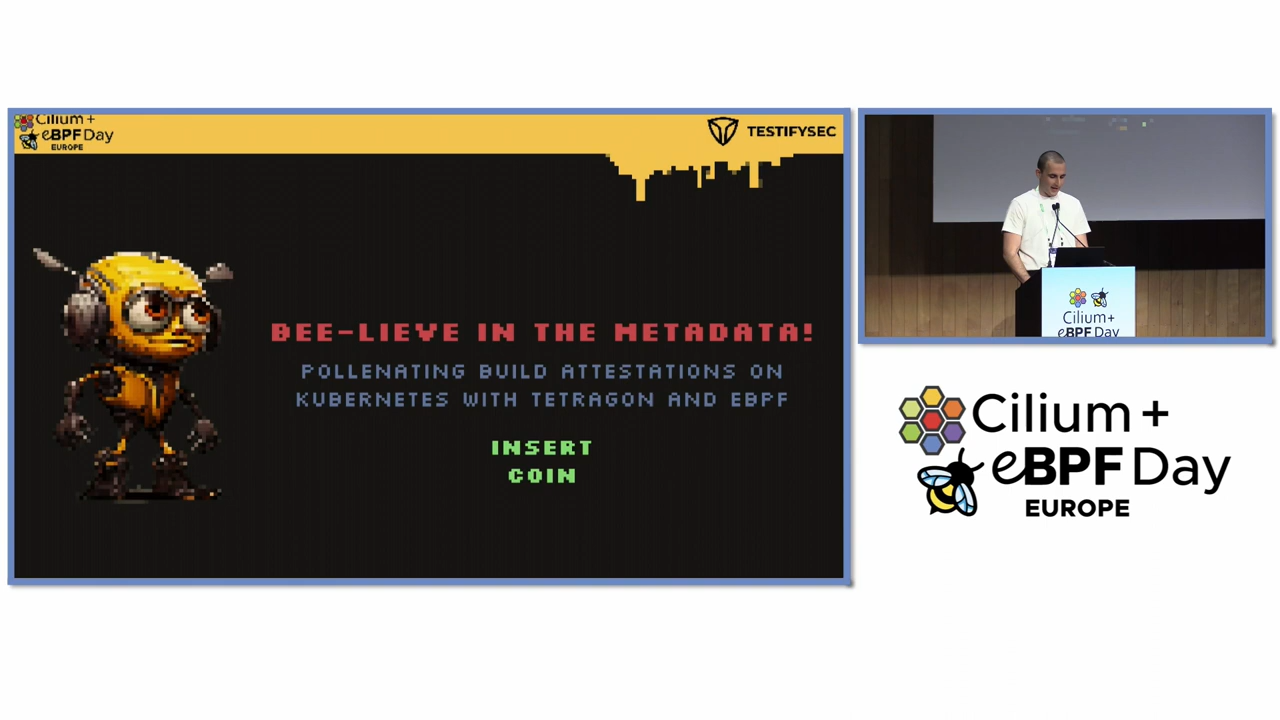 Cilium +
eBPF Day
EUROPE
TESTIFYSEC
BEE-LIEVE IN THE METADATA!
POLLENATING BUILD ATTESTATIONS ON
KUBERNETES WITH TETRAGON AND EBPF
INSERT
COIN
Cilium+
eBPF Day
Cilium +
eBPF Day
EUROPE